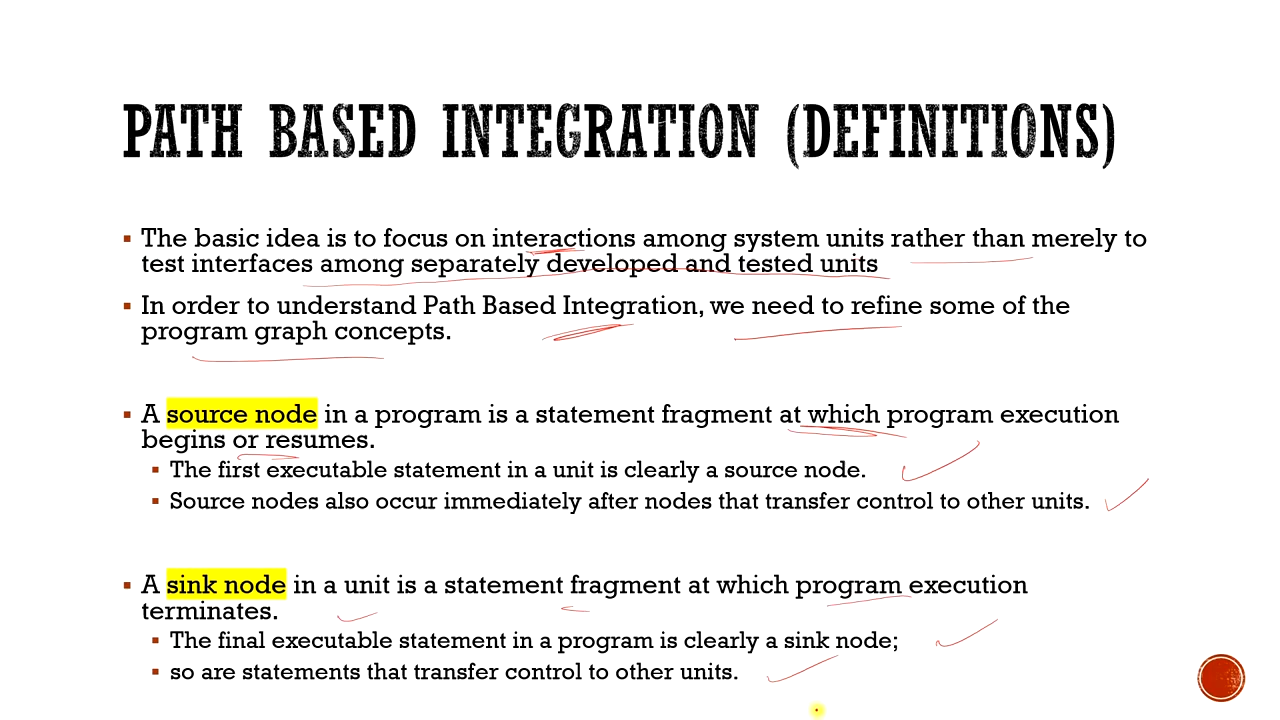 PATH BASED INTEGRATION (DEFINITIONS)
▪ The basic idea is to focus on interactions among system units rather than merely to
test interfaces among separately developed and tested units
▪ In order to understand Path Based Integration, we need to refine some of the
program graph concepts.
▪ A source node in a program is a statement fragment at which program execution
begins or resumes.
▪ The first executable statement in a unit is clearly a source node.
▪ Source nodes also occur immediately after nodes that transfer control to other units.
▪ A sink node in a unit is a statement fragment at which program execution
terminates.
▪ The final executable statement in a program is clearly a sink node;
▪ so are statements that transfer control to other units.